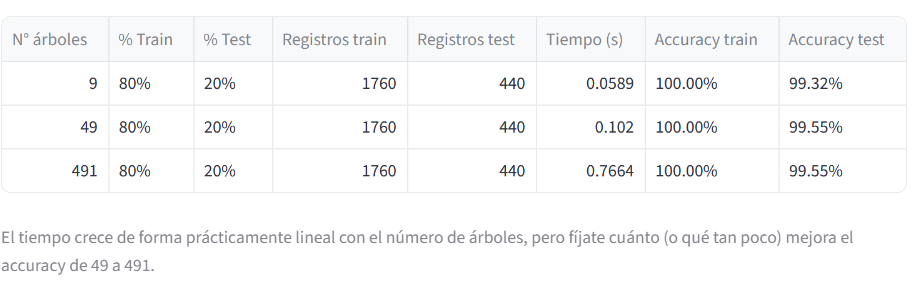 N° árboles % Train % Test Registros train Registros test Tiempo (s) Accuracy train Accuracy test
9 80% 20% 1760 440 0.0589 100.00% 99.32%
49 80% 20% 1760 440 0.102 100.00% 99.55%
491 80% 20% 1760 440 0.7664 100.00% 99.55%
El tiempo crece de forma prácticamente lineal con el número de árboles, pero fíjate cuánto (o qué tan poco) mejora el
accuracy de 49 a 491.